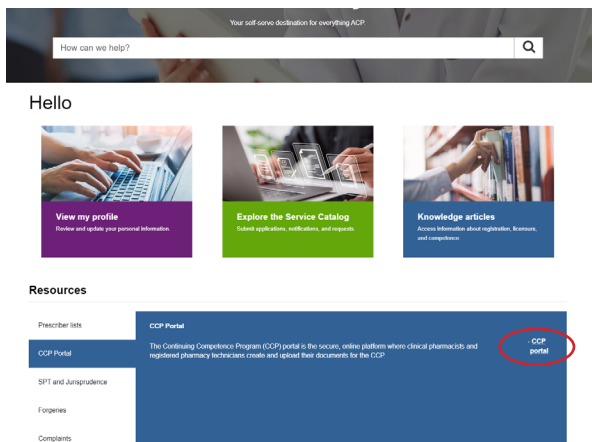 Your self-serve destination for everything ACP.
How can we help?
Hello
View my profile
Review and update your personal information.
Explore the Service Catalog
Submit applications, notifications, and requests.
Knowledge articles
Access information about registration, licensure,
and competence
Resources
Prescriber lists
CCP Portal
SPT and Jurisprudence
Forgeries
Complaints
CCP Portal
The Continuing Competence Program (CCP) portal is the secure, online platform where clinical pharmacists and
registered pharmacy technicians create and upload their documents for the CCP
- CCP
portal